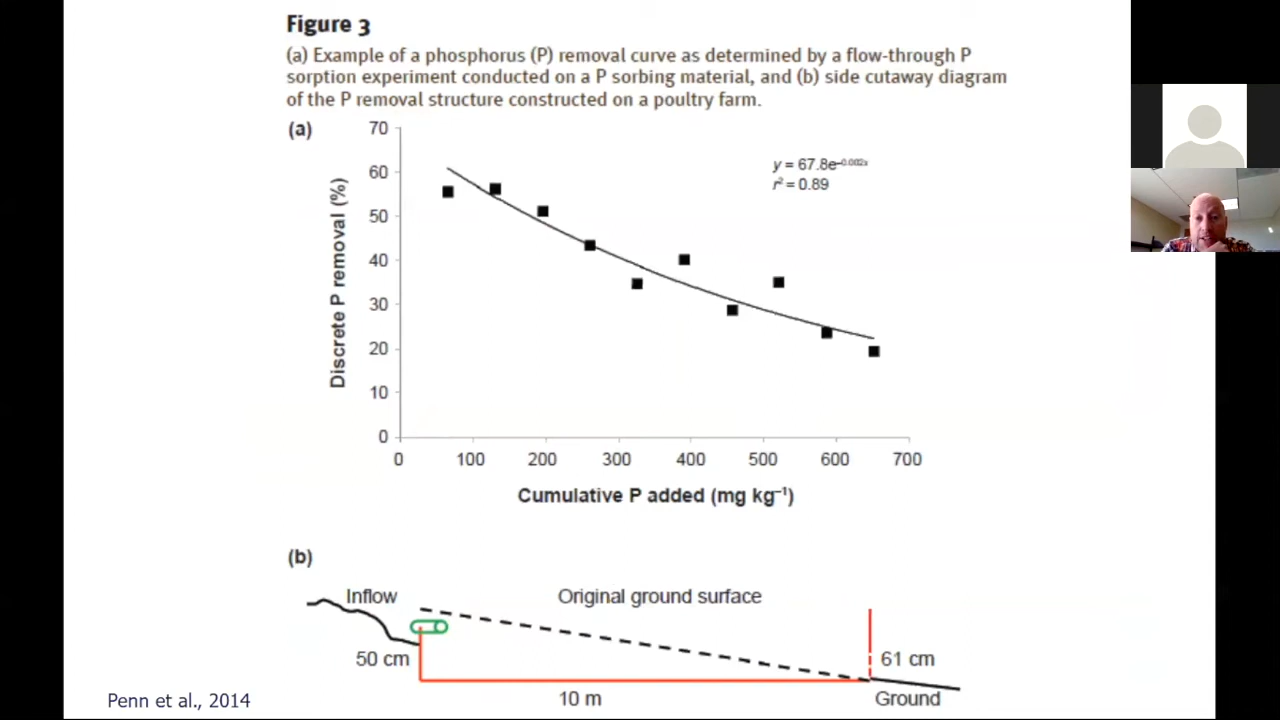 Figure 3
(a) Example of a phosphorus (P) removal curve as determined by a flow-through P
sorption experiment conducted on a P sorbing material, and (b) side cutaway diagram
of the P removal structure constructed on a poultry farm.
(a)
70
60
50
40
30
20
10
0
Discrete P removal (%)
y = 67.8e⁻⁰·⁰⁰²ˣ
r² = 0.89
0 100 200 300 400 500 600 700
Cumulative P added (mg kg⁻¹)
(b)
Inflow Original ground surface
50 cm 61 cm
10 m Ground
Penn et al., 2014